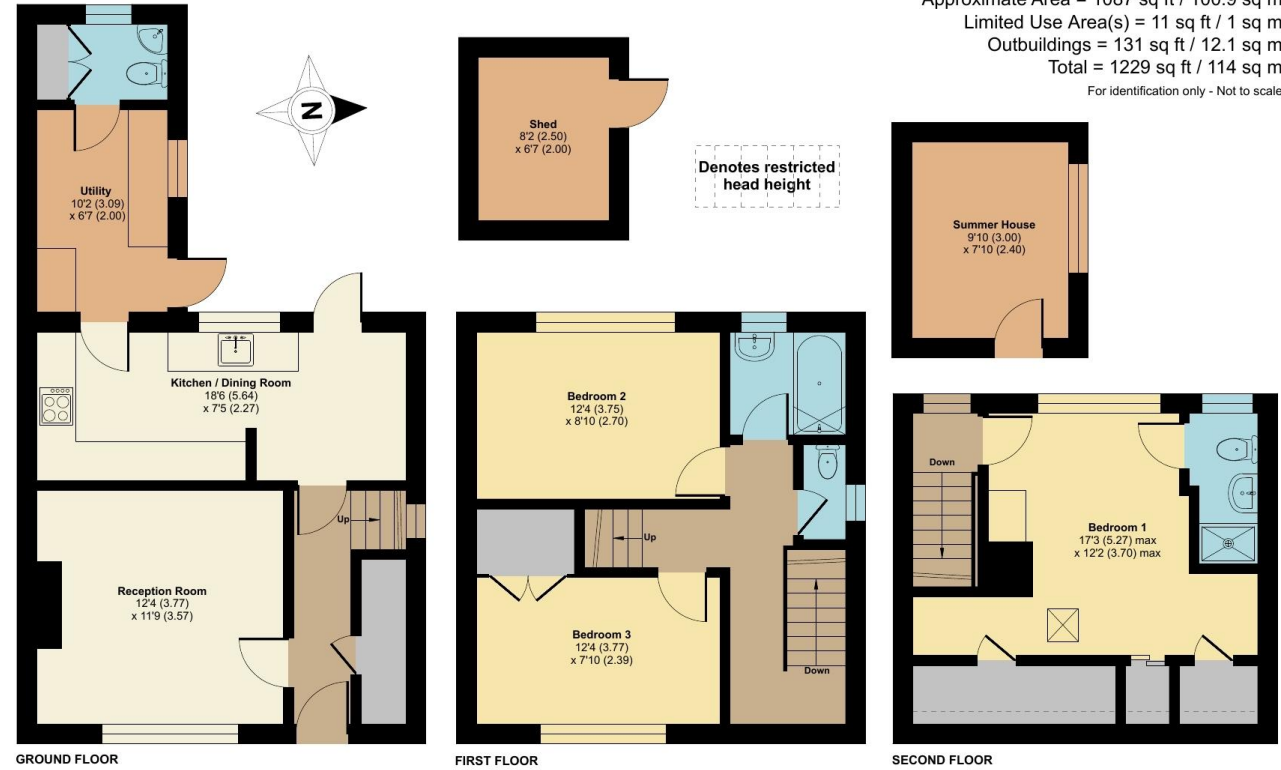 Approximate Area = 1087 sq ft / 100.9 sq m
Limited Use Area(s) = 11 sq ft / 1 sq m
Outbuildings = 131 sq ft / 12.1 sq m
Total = 1229 sq ft / 114 sq m
For identification only - Not to scale
N
Shed
8'2 (2.50)
x 6'7 (2.00)
Denotes restricted
head height
Utility
10'2 (3.09)
x 6'7 (2.00)
Summer House
9'10 (3.00)
x 7'10 (2.40)
Kitchen / Dining Room
18'6 (5.64)
x 7'5 (2.27)
Up
Reception Room
12'4 (3.77)
x 11'9 (3.57)
GROUND FLOOR
Bedroom 2
12'4 (3.75)
x 8'10 (2.70)
Up
Bedroom 3
12'4 (3.77)
x 7'10 (2.39)
Down
FIRST FLOOR
Down
Bedroom 1
17'3 (5.27) max
x 12'2 (3.70) max
SECOND FLOOR